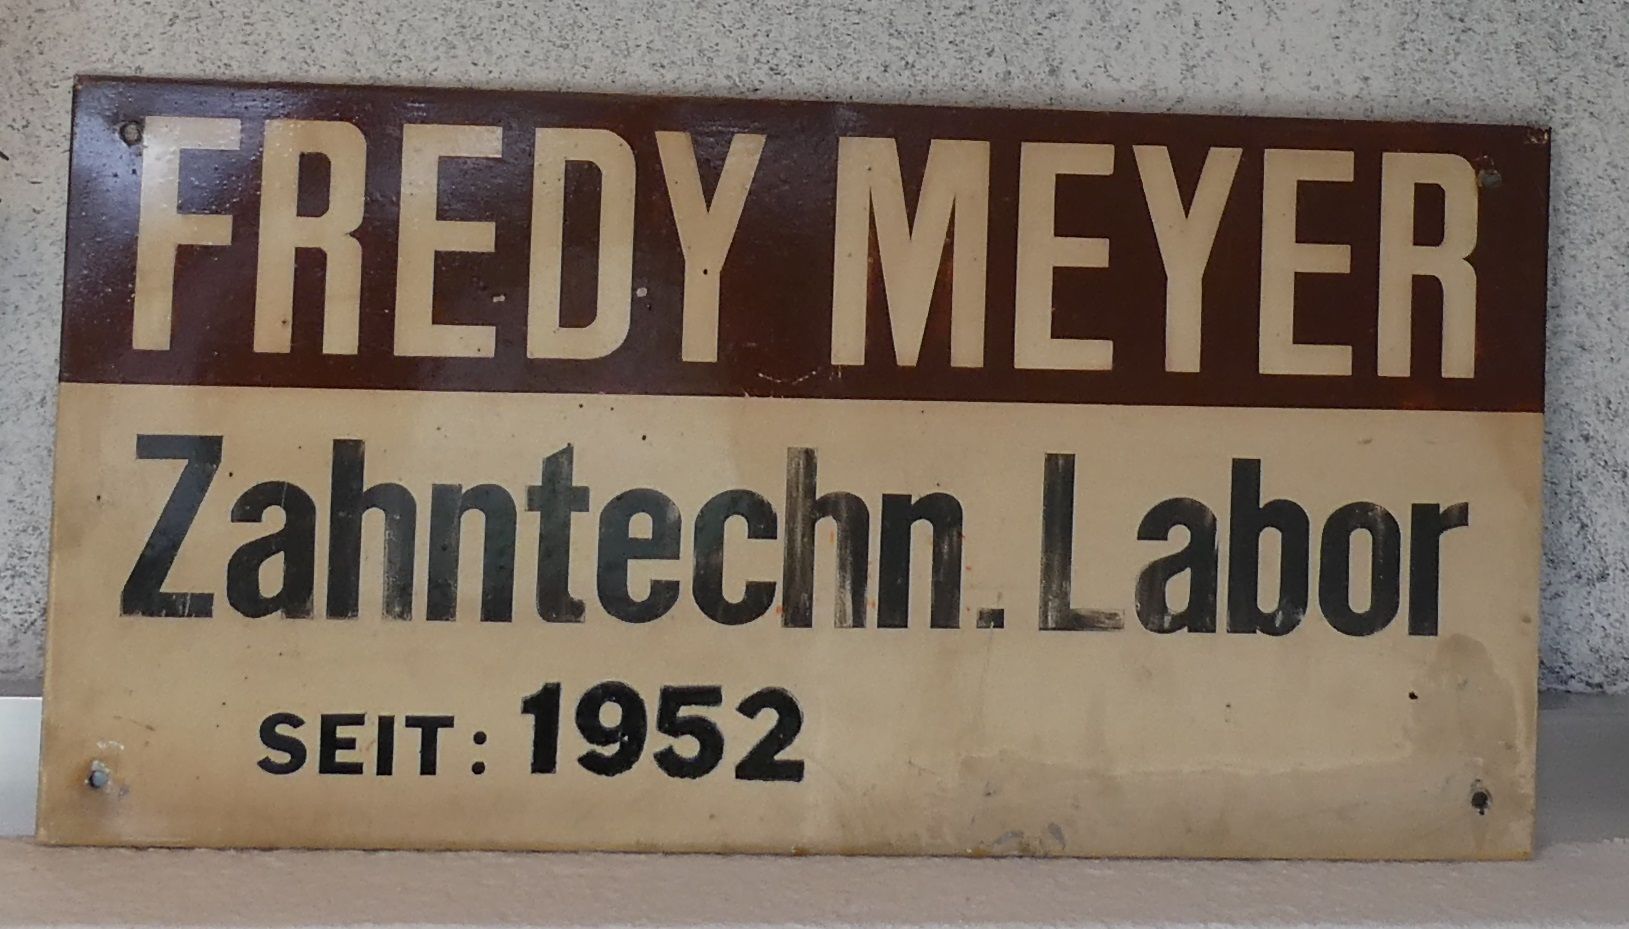 FREDY MEYER
Zahntechn. Labor
SEIT: 1952